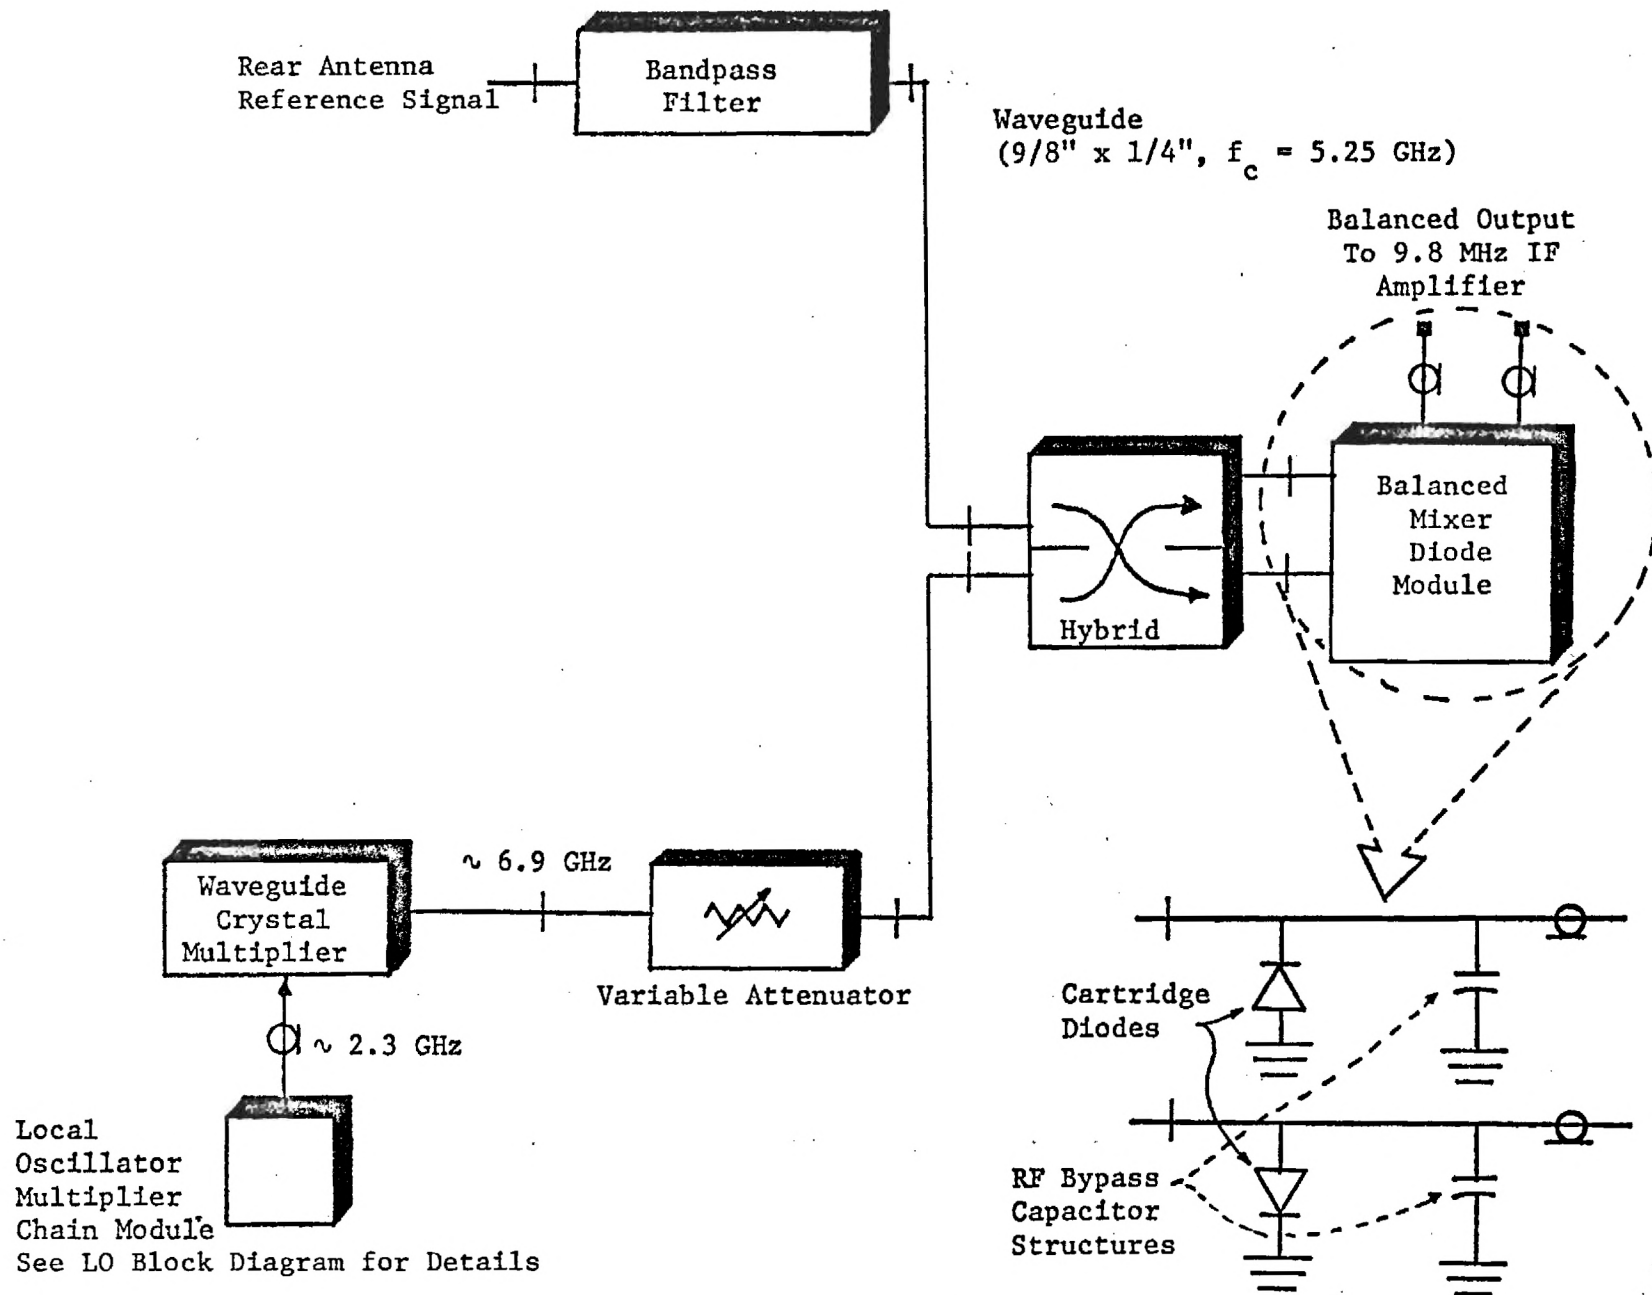 Rear Antenna
Reference Signal
Bandpass
Filter
Waveguide
(9/8" x 1/4", f_c = 5.25 GHz)
Balanced Output
To 9.8 MHz IF
Amplifier
Balanced
Mixer
Diode
Module
Hybrid
Waveguide
Crystal
Multiplier
~ 6.9 GHz
Variable Attenuator
~ 2.3 GHz
Local
Oscillator
Multiplier
Chain Module
See LO Block Diagram for Details
Cartridge
Diodes
RF Bypass
Capacitor
Structures